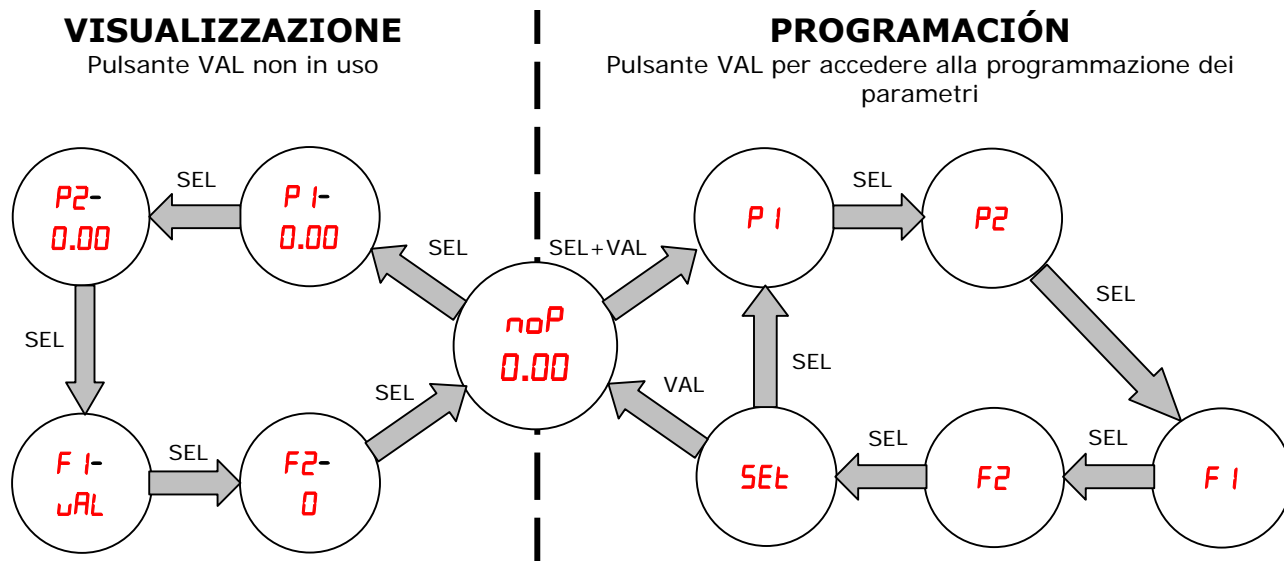 VISUALIZZAZIONE
Pulsante VAL non in uso
PROGRAMACIÓN
Pulsante VAL per accedere alla programmazione dei
parametri
P2-
0.00
SEL
P1-
0.00
SEL
SEL
F1-
vAL
SEL
F2-
0
SEL
noP
0.00
SEL+VAL
P1
SEL
P2
SEL
F1
SEL
F2
SEL
SEt
SEL
VAL